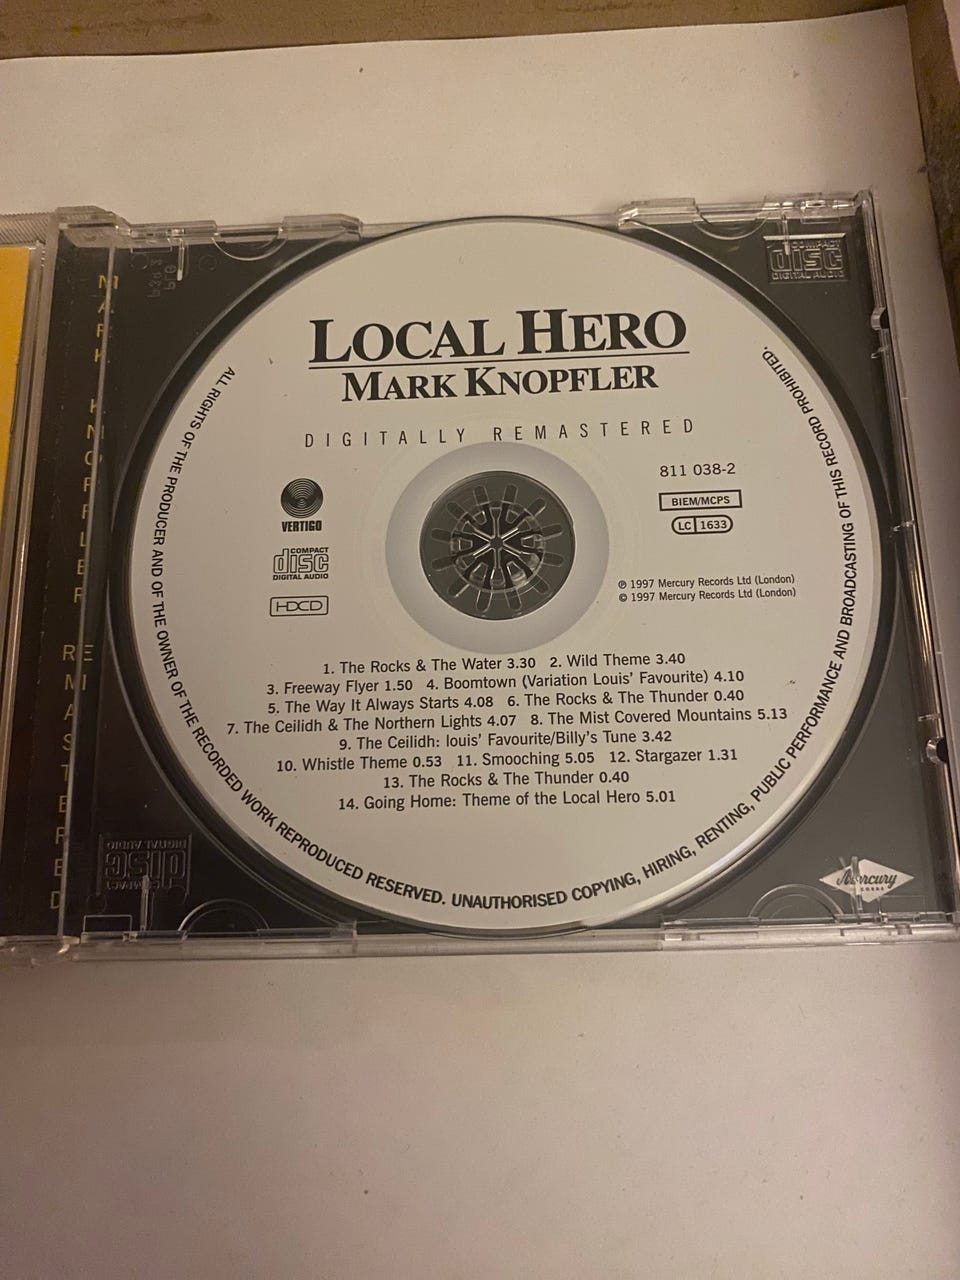 LOCAL HERO
MARK KNOPFLER
DIGITALLY REMASTERED
VERTIGO
COMPACT
disc
DIGITAL AUDIO
HDCD
811 038-2
BIEM/MCPS
LC 1633
℗ 1997 Mercury Records Ltd (London)
© 1997 Mercury Records Ltd (London)
1. The Rocks & The Water 3.30 2. Wild Theme 3.40
3. Freeway Flyer 1.50 4. Boomtown (Variation Louis' Favourite) 4.10
5. The Way It Always Starts 4.08 6. The Rocks & The Thunder 0.40
7. The Ceilidh & The Northern Lights 4.07 8. The Mist Covered Mountains 5.13
9. The Ceilidh: louis' Favourite/Billy's Tune 3.42
10. Whistle Theme 0.53 11. Smooching 5.05 12. Stargazer 1.31
13. The Rocks & The Thunder 0.40
14. Going Home: Theme of the Local Hero 5.01
ALL RIGHTS OF THE PRODUCER AND OF THE OWNER OF THE RECORDED WORK REPRODUCED RESERVED. UNAUTHORISED COPYING, HIRING, RENTING, PUBLIC PERFORMANCE AND BROADCASTING OF THIS RECORD PROHIBITED.
COMPACT
disc
DIGITAL AUDIO
COMPACT
disc
DIGITAL AUDIO
Mercury
MARK KNOPFLER